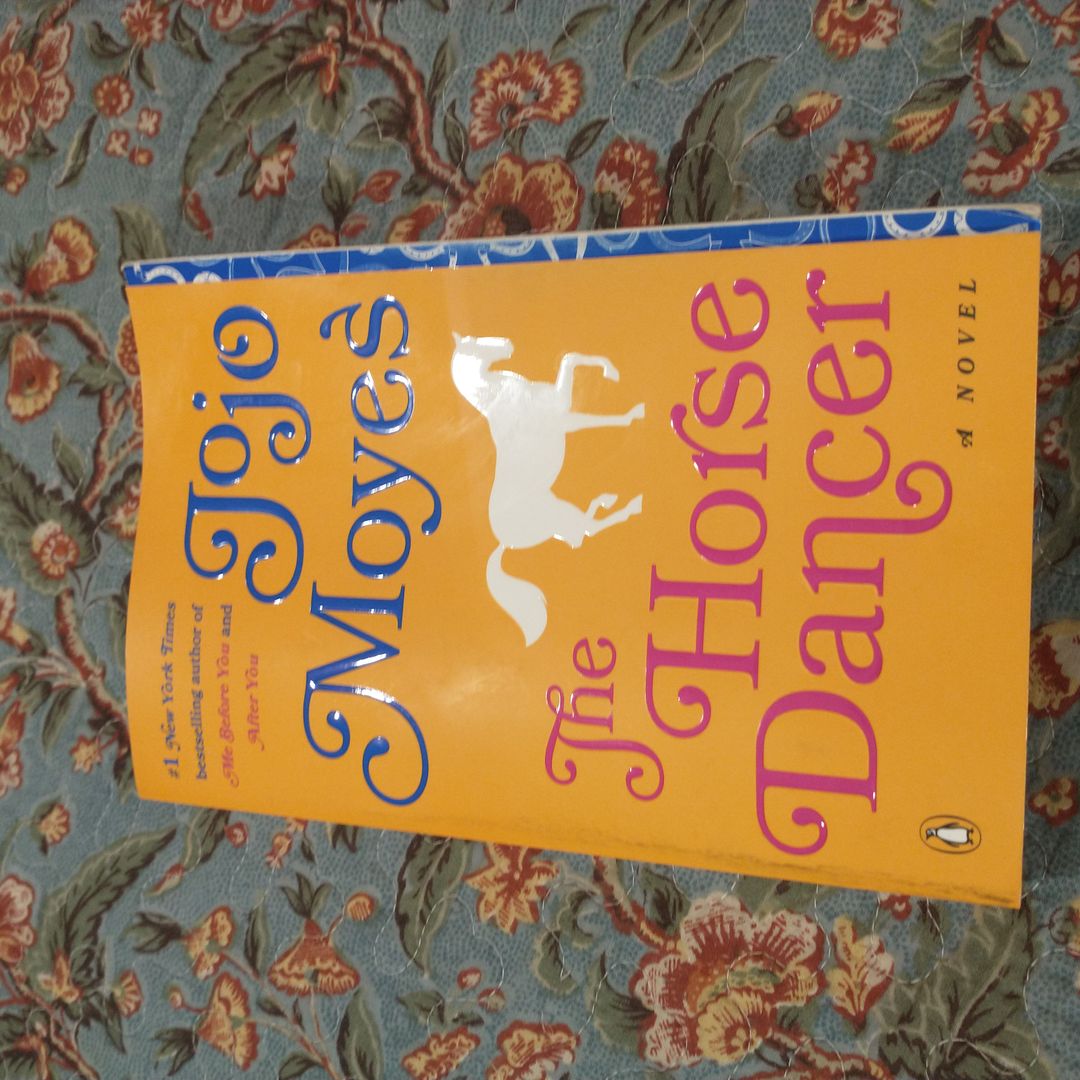 #1 New York Times
bestselling author of
Me Before You and
After You
Jojo
Moyes
The
Horse
Dancer
A NOVEL